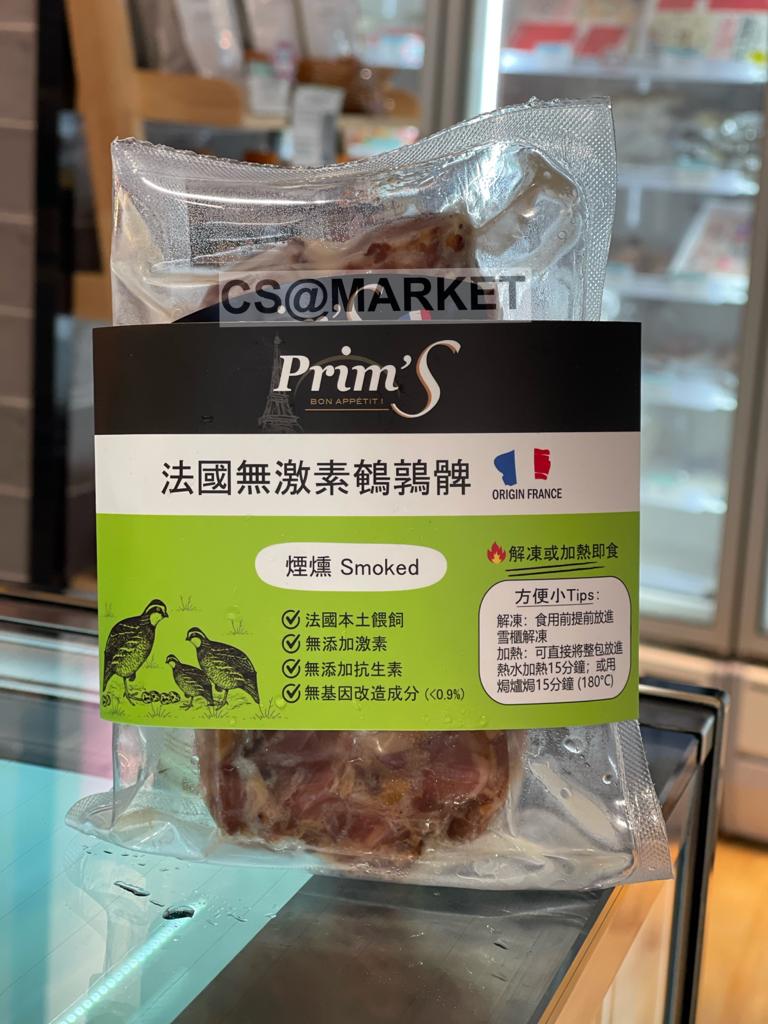 CS@MARKET
Prim'S
BON APPÉTIT !
法國無激素鵪鶉髀
ORIGIN FRANCE
煙燻 Smoked
解凍或加熱即食
法國本土餵飼
無添加激素
無添加抗生素
無基因改造成分 (<0.9%)
方便小Tips：
解凍：食用前提前放進
雪櫃解凍
加熱：可直接將整包放進
熱水加熱15分鐘；或用
焗爐焗15分鐘 (180°C)